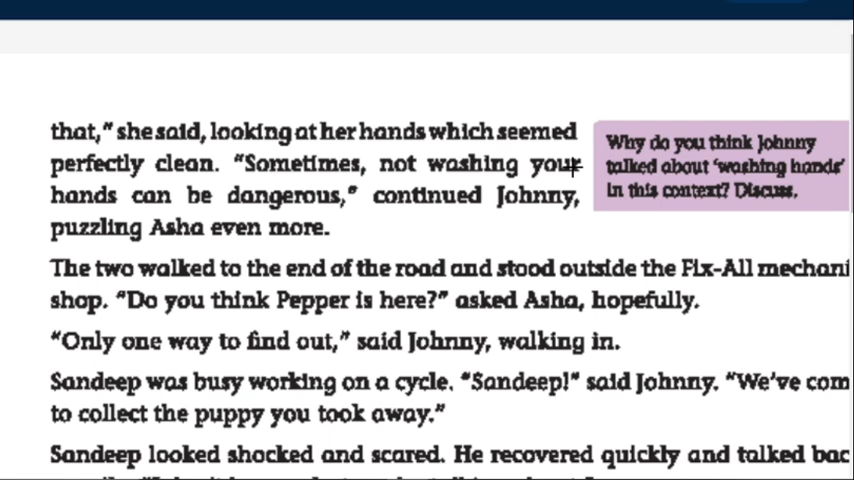 that,” she said, looking at her hands which seemed
perfectly clean. “Sometimes, not washing your
hands can be dangerous,” continued Johnny,
puzzling Asha even more.
Why do you think Johnny
talked about ‘washing hands’
in this context? Discuss.
The two walked to the end of the road and stood outside the Fix-All mechani
shop. “Do you think Pepper is here?” asked Asha, hopefully.
“Only one way to find out,” said Johnny, walking in.
Sandeep was busy working on a cycle. “Sandeep!” said Johnny. “We’ve com
to collect the puppy you took away.”
Sandeep looked shocked and scared. He recovered quickly and talked bac